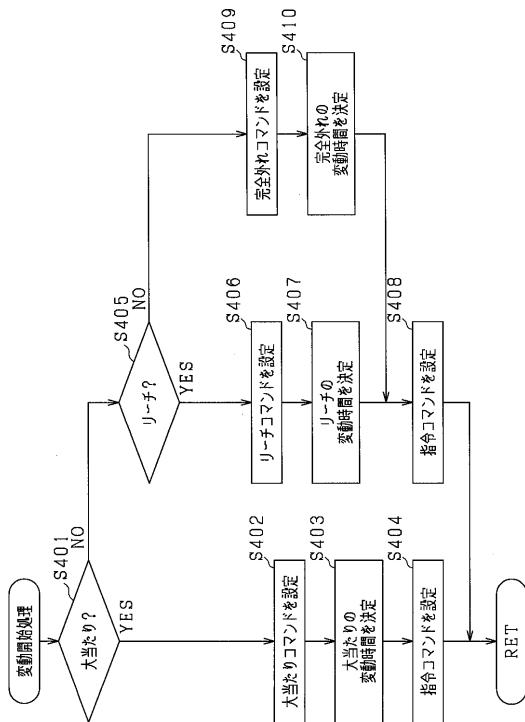 変動開始処理
S401
大当たり?
NO
YES
S402
大当たりコマンドを設定
S403
大当たりの
変動時間を決定
S404
指令コマンドを設定
RET
S405
リーチ?
NO
YES
S406
リーチコマンドを設定
S407
リーチの
変動時間を決定
S408
指令コマンドを設定
S409
完全外れコマンドを設定
S410
完全外れの
変動時間を決定